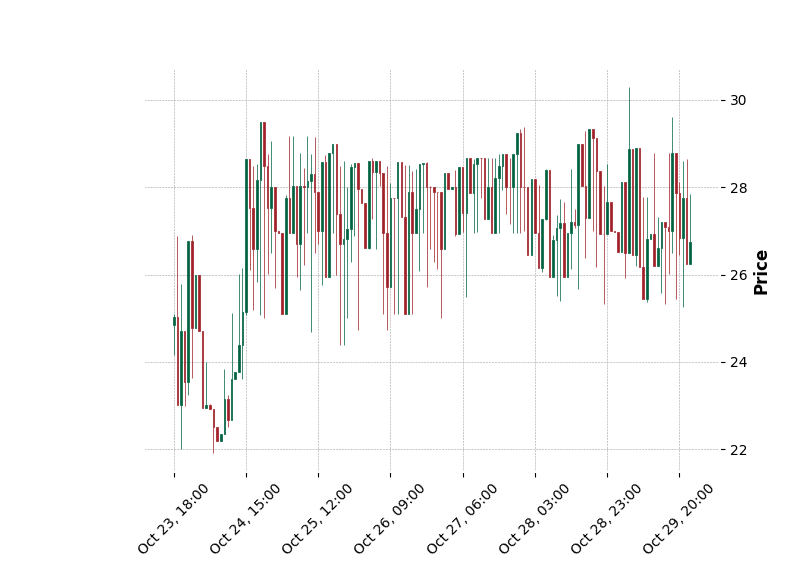 30
28
26
24
22
Price
Oct 23, 18:00
Oct 24, 15:00
Oct 25, 12:00
Oct 26, 09:00
Oct 27, 06:00
Oct 28, 03:00
Oct 28, 23:00
Oct 29, 20:00